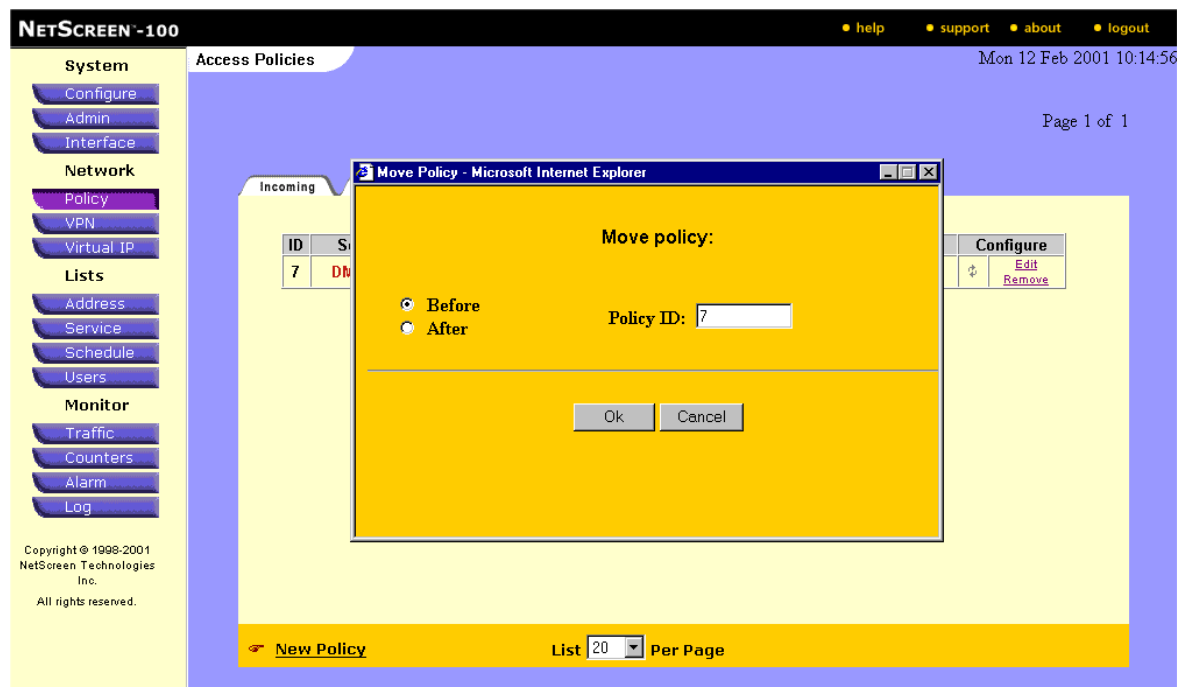 NETSCREEN™-100
help
support
about
logout
System
Configure
Admin
Interface
Network
Policy
VPN
Virtual IP
Lists
Address
Service
Schedule
Users
Monitor
Traffic
Counters
Alarm
Log
Copyright © 1998-2001
NetScreen Technologies
Inc.
All rights reserved.
Access Policies
Mon 12 Feb 2001 10:14:56
Page 1 of 1
Incoming
ID
Configure
7
Edit
Remove
Move Policy - Microsoft Internet Explorer
Move policy:
Before
After
Policy ID: 7
Ok
Cancel
New Policy
List 20 Per Page